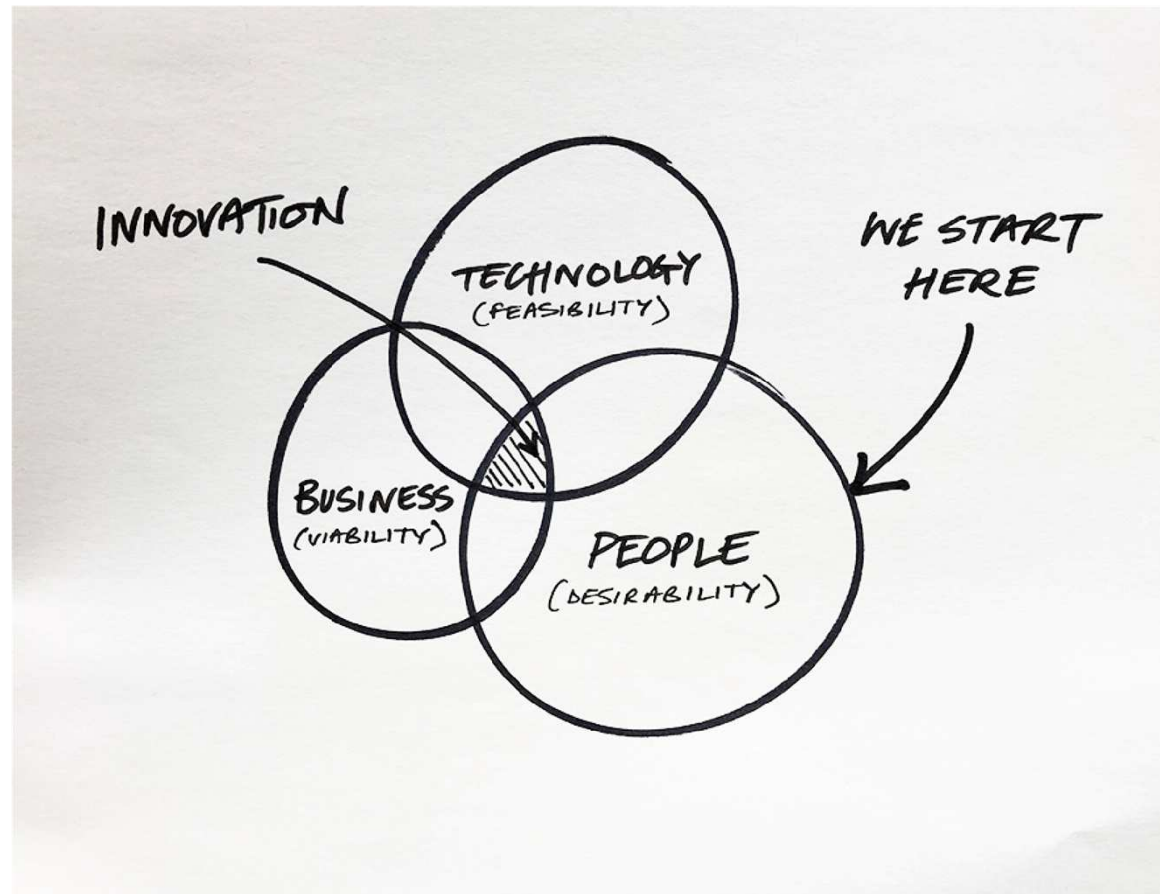 INNOVATION
WE START
HERE
TECHNOLOGY
(FEASIBILITY)
BUSINESS
(VIABILITY)
PEOPLE
(DESIRABILITY)